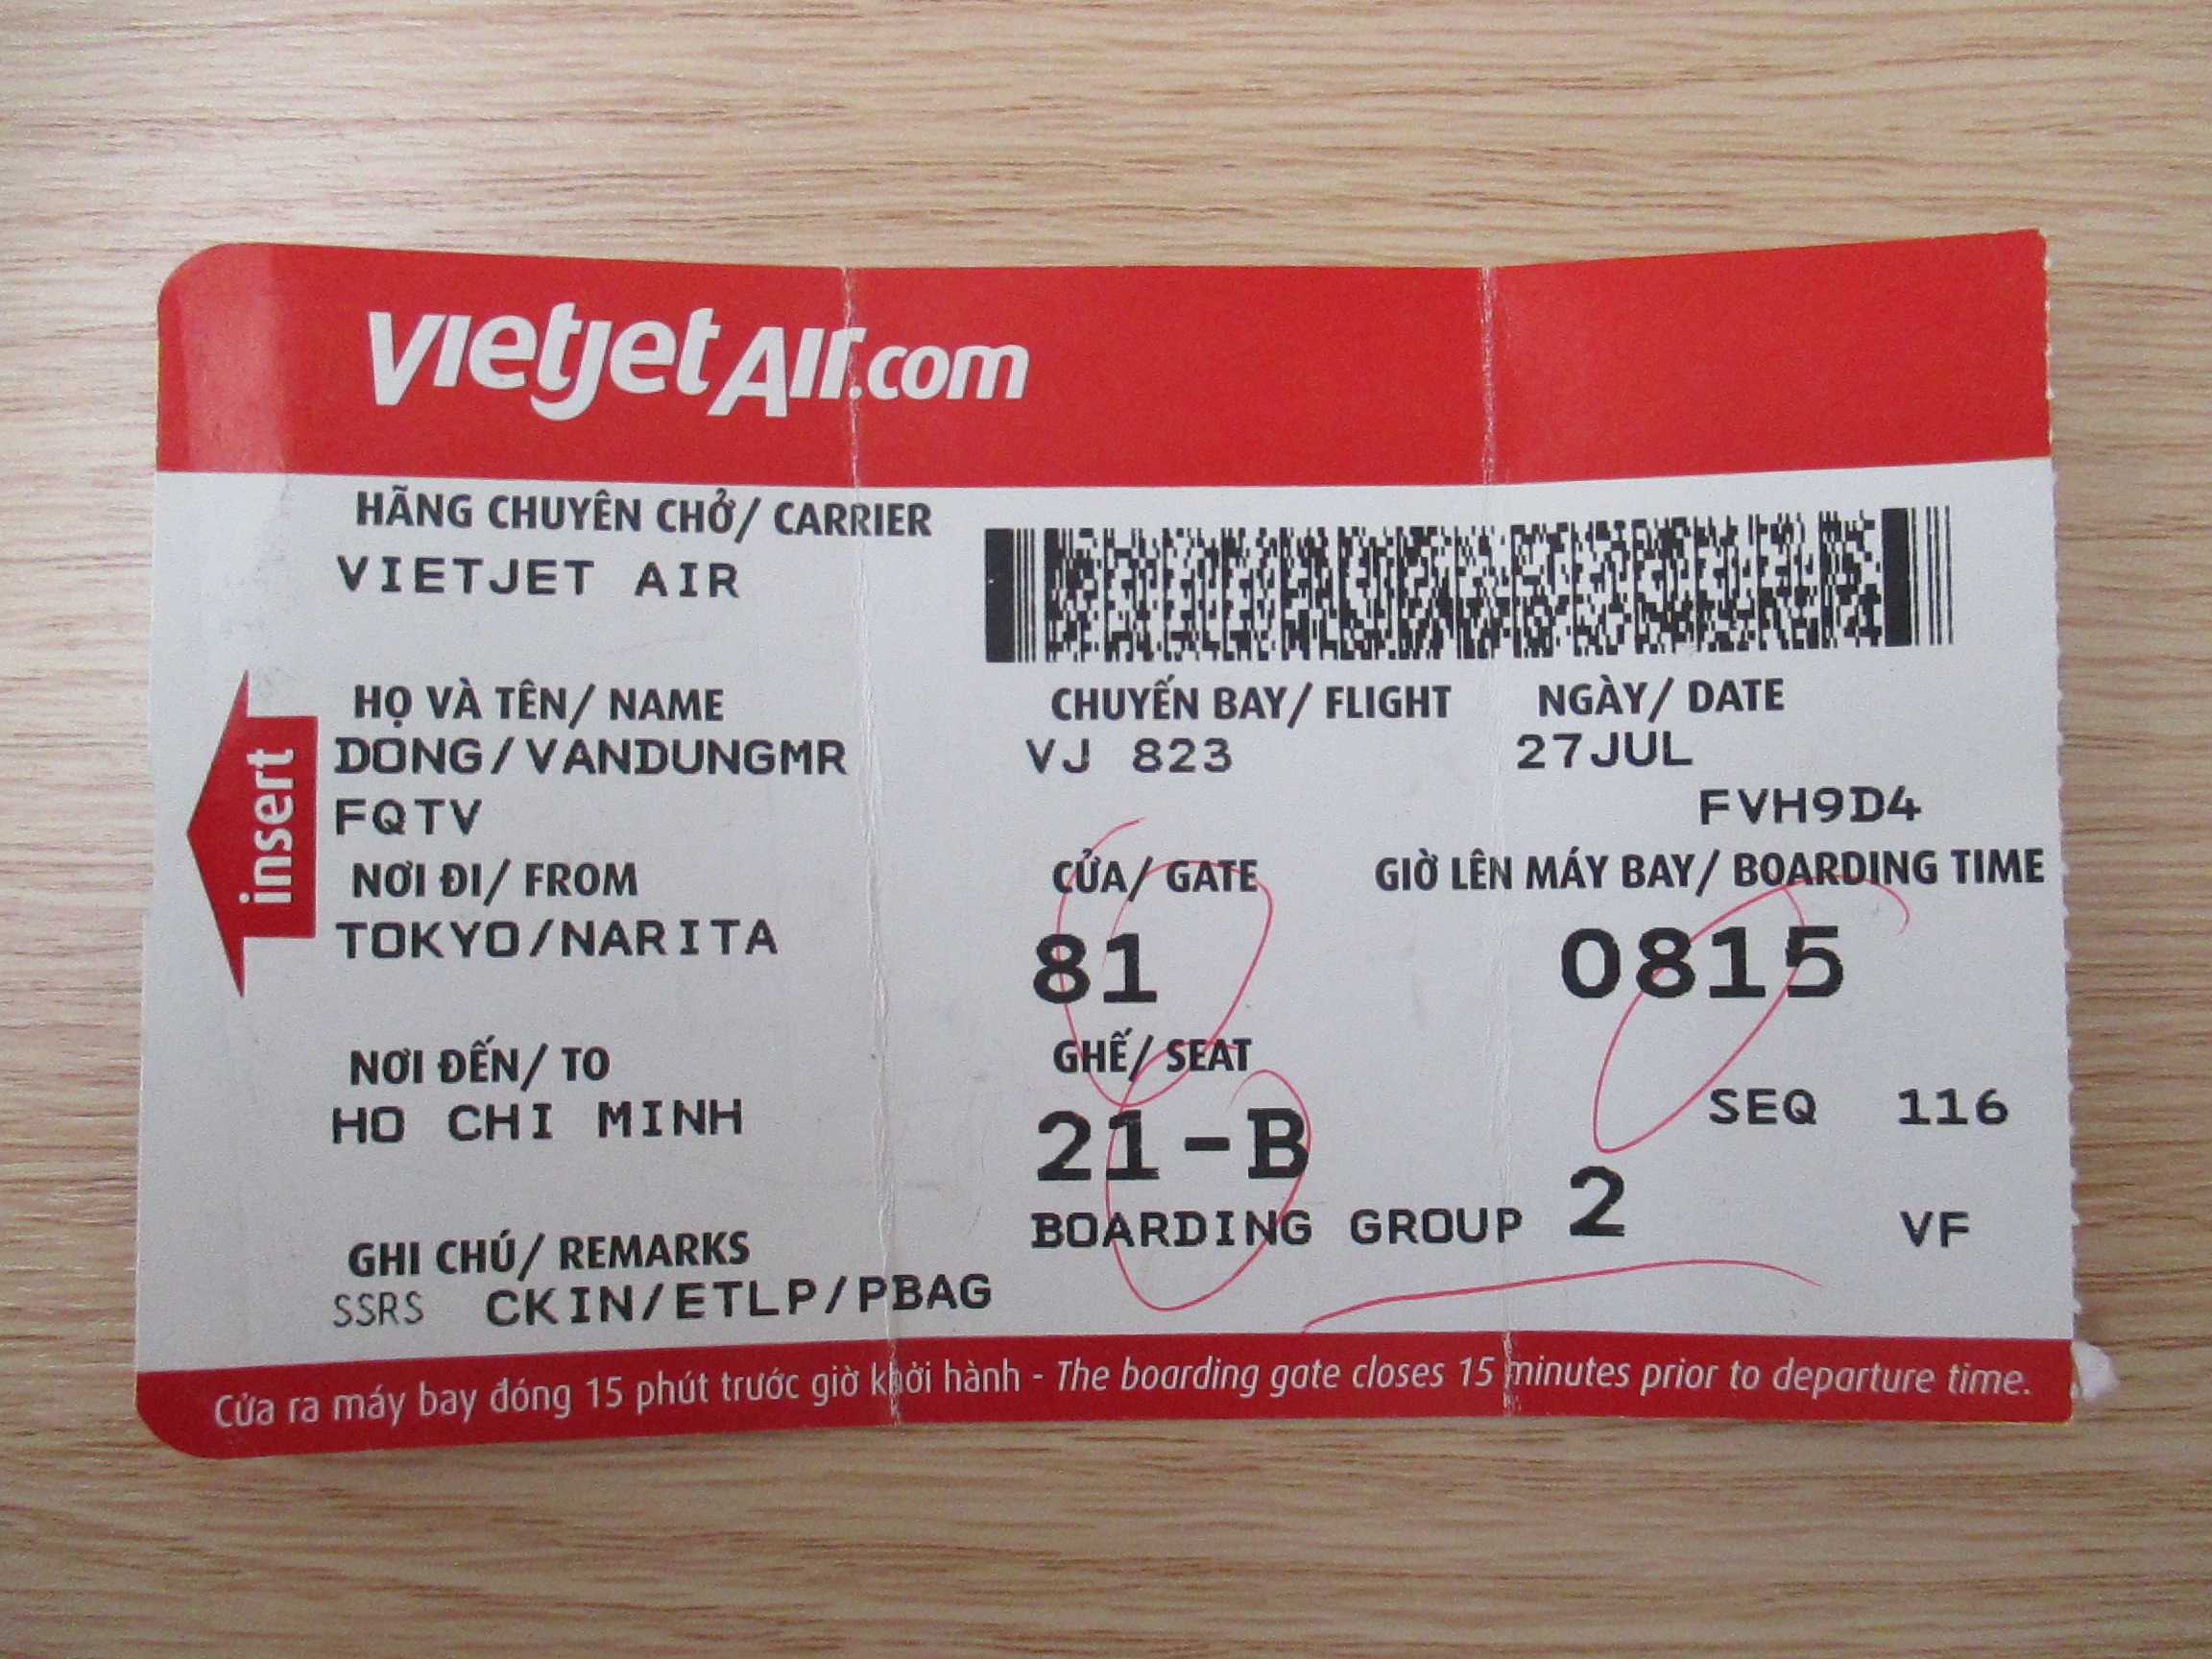 vietjetAir.com
HÃNG CHUYÊN CHỞ/ CARRIER
VIETJET AIR
HỌ VÀ TÊN/ NAME
DONG/VANDUNGMR
FQTV
CHUYẾN BAY/ FLIGHT
VJ 823
NGÀY/ DATE
27JUL
FVH9D4
insert
NƠI ĐI/ FROM
TOKYO/NARITA
CỬA/ GATE
81
GIỜ LÊN MÁY BAY/ BOARDING TIME
0815
NƠI ĐẾN/ TO
HO CHI MINH
GHẾ/ SEAT
21-B
SEQ 116
BOARDING GROUP 2
VF
GHI CHÚ/ REMARKS
SSRS CKIN/ETLP/PBAG
Cửa ra máy bay đóng 15 phút trước giờ khởi hành - The boarding gate closes 15 minutes prior to departure time.